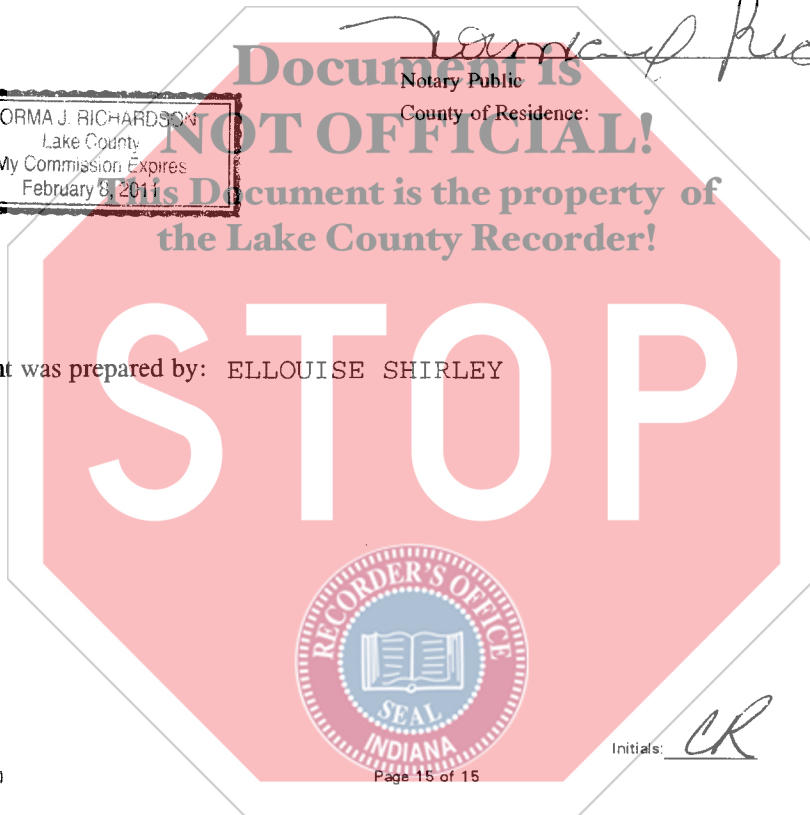 Document is
Notary Public
County of Residence:
NOT OFFICIAL!
ORMA J. RICHARDSON
Lake County
My Commission Expires
February 8, 2011
This Document is the property of
the Lake County Recorder!
nt was prepared by: ELLOUISE SHIRLEY
STOP
RECORDER'S OFFICE
SEAL
INDIANA
Initials: CR
Page 15 of 15